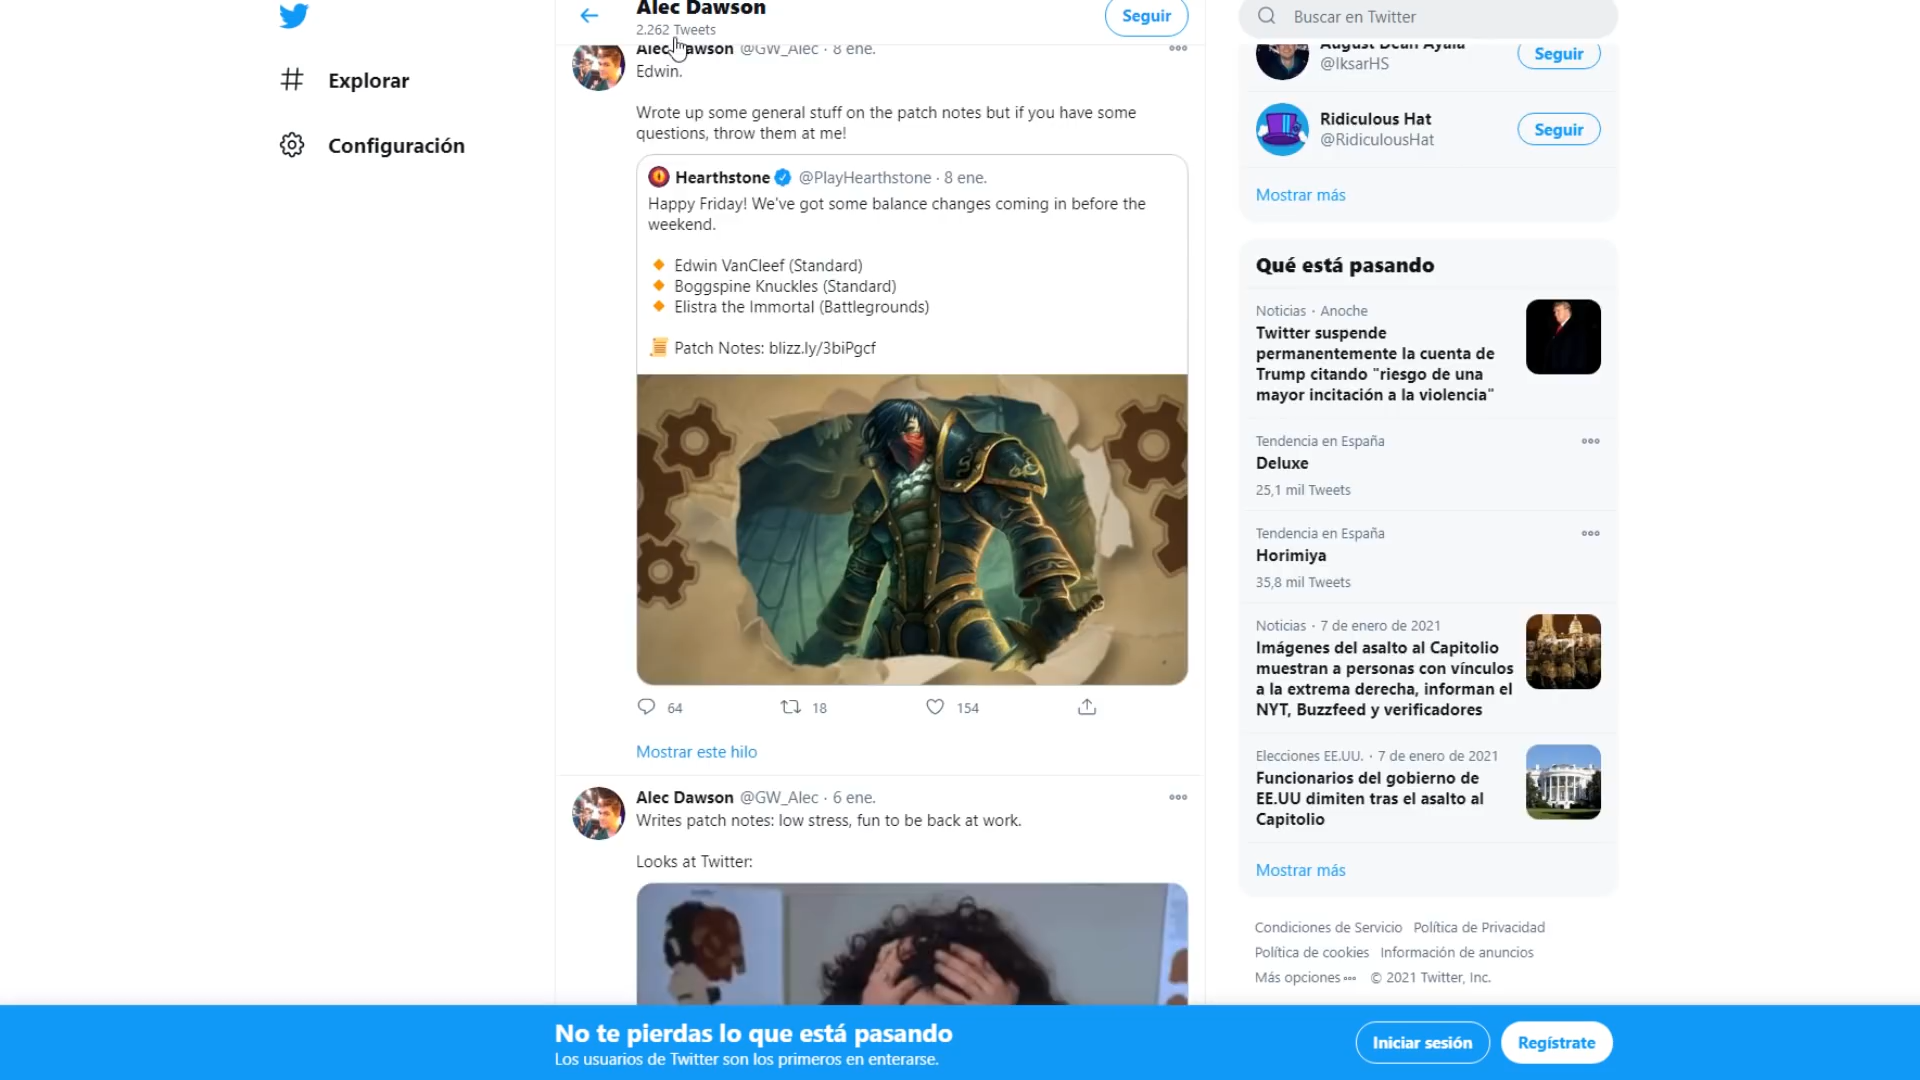 Explorar
Configuración
Alec Dawson
2.262 Tweets
Seguir
Alec Dawson @GW_Alec · 8 ene.
Edwin.
Wrote up some general stuff on the patch notes but if you have some
questions, throw them at me!
Hearthstone @PlayHearthstone · 8 ene.
Happy Friday! We've got some balance changes coming in before the
weekend.
Edwin VanCleef (Standard)
Boggspine Knuckles (Standard)
Elistra the Immortal (Battlegrounds)
Patch Notes: blizz.ly/3biPgcf
64 18 154
Mostrar este hilo
Alec Dawson @GW_Alec · 6 ene.
Writes patch notes: low stress, fun to be back at work.
Looks at Twitter:
Buscar en Twitter
August Dean Ayala
@IksarHS
Seguir
Ridiculous Hat
@RidiculousHat
Seguir
Mostrar más
Qué está pasando
Noticias · Anoche
Twitter suspende
permanentemente la cuenta de
Trump citando "riesgo de una
mayor incitación a la violencia"
Tendencia en España
Deluxe
25,1 mil Tweets
Tendencia en España
Horimiya
35,8 mil Tweets
Noticias · 7 de enero de 2021
Imágenes del asalto al Capitolio
muestran a personas con vínculos
a la extrema derecha, informan el
NYT, Buzzfeed y verificadores
Elecciones EE.UU. · 7 de enero de 2021
Funcionarios del gobierno de
EE.UU dimiten tras el asalto al
Capitolio
Mostrar más
Condiciones de Servicio Política de Privacidad
Política de cookies Información de anuncios
Más opciones © 2021 Twitter, Inc.
No te pierdas lo que está pasando
Los usuarios de Twitter son los primeros en enterarse.
Iniciar sesión
Regístrate